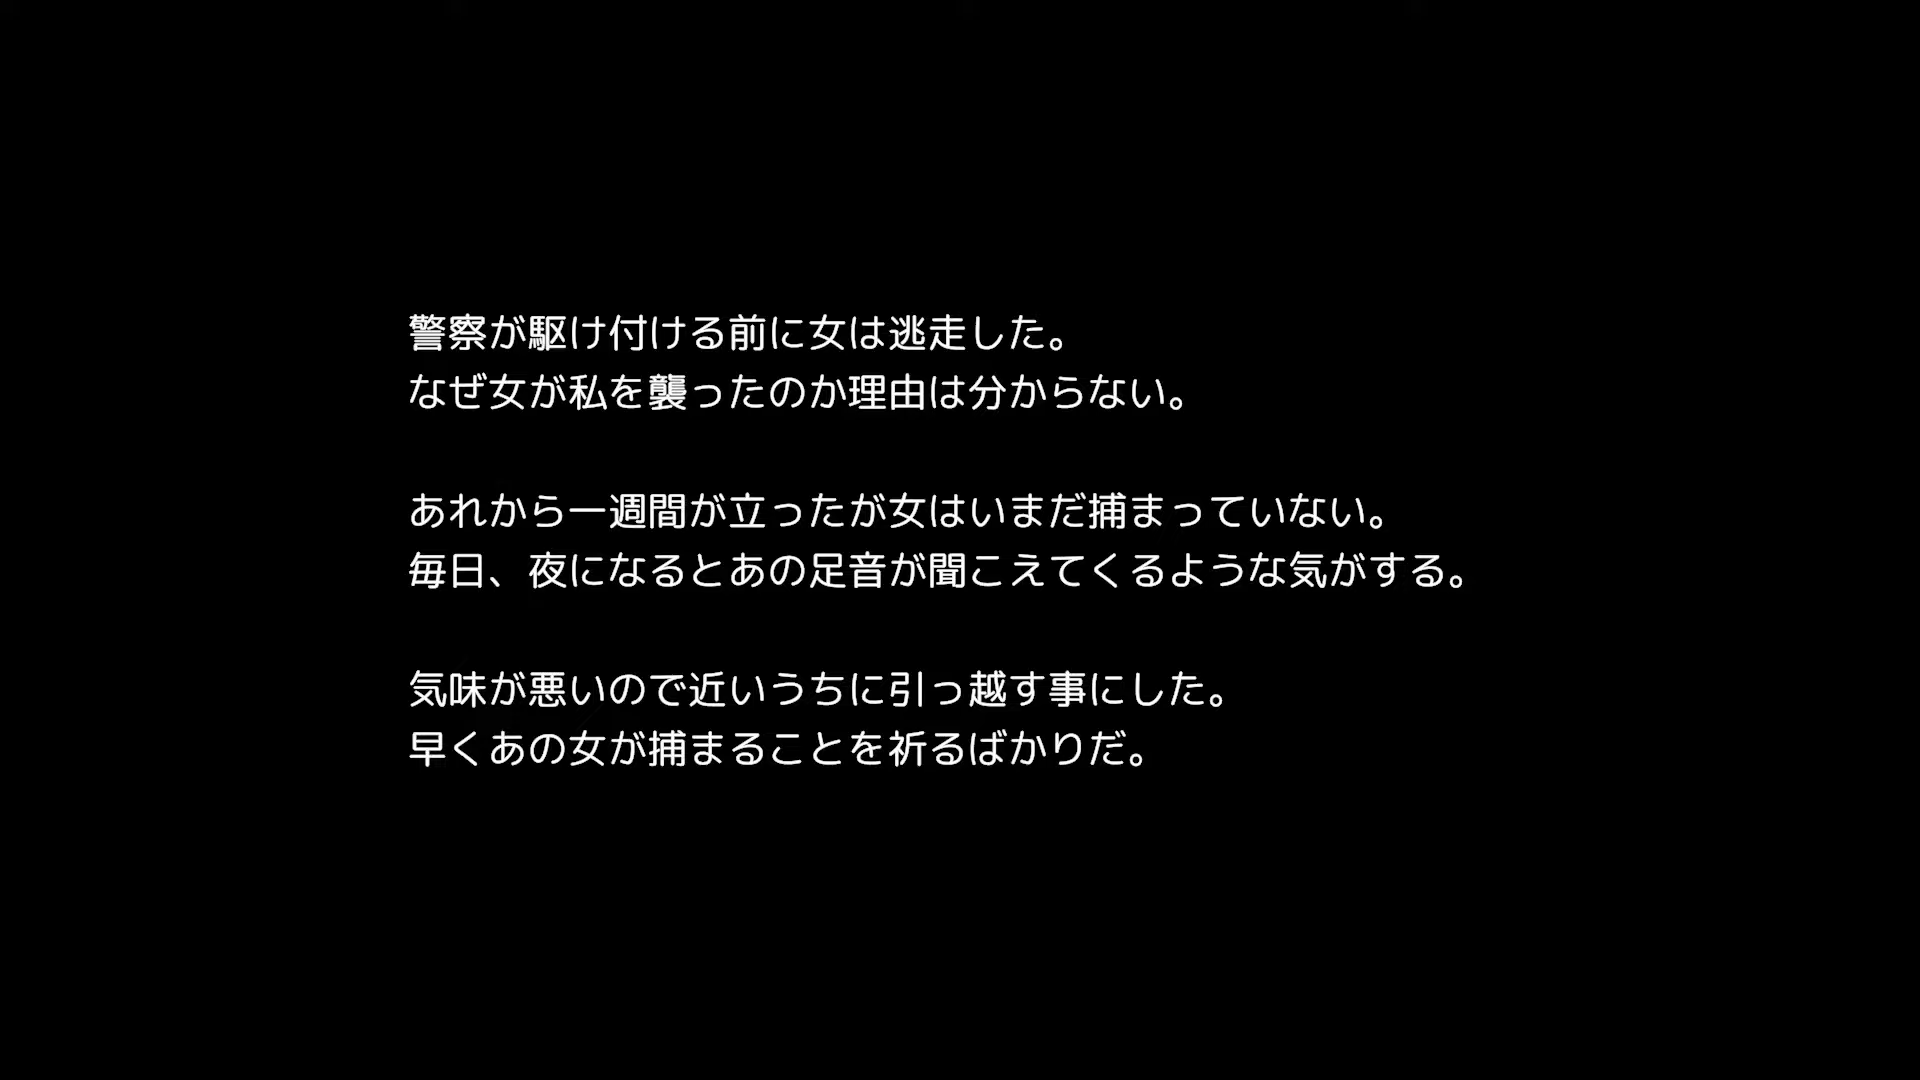 警察が駆け付ける前に女は逃走した。
なぜ女が私を襲ったのか理由は分からない。
あれから一週間が立ったが女はいまだ捕まっていない。
毎日、夜になるとあの足音が聞こえてくるような気がする。
気味が悪いので近いうちに引っ越す事にした。
早くあの女が捕まることを祈るばかりだ。